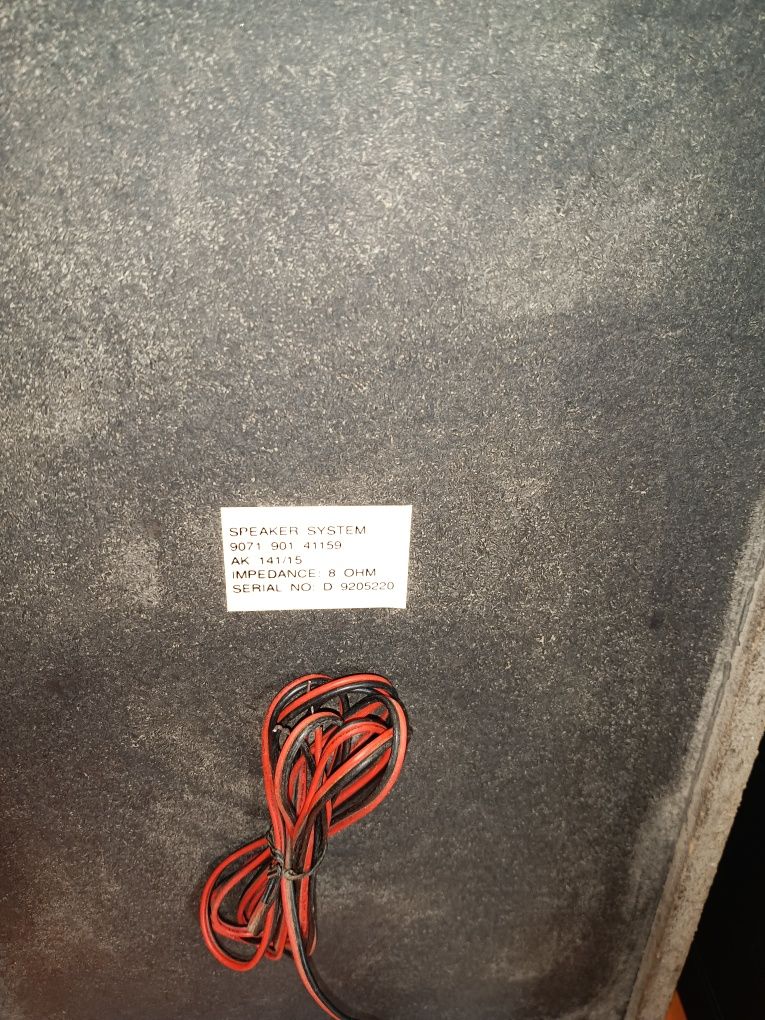 SPEAKER SYSTEM
9071 901 41159
AK 141/15
IMPEDANCE: 8 OHM
SERIAL NO: D 9205220